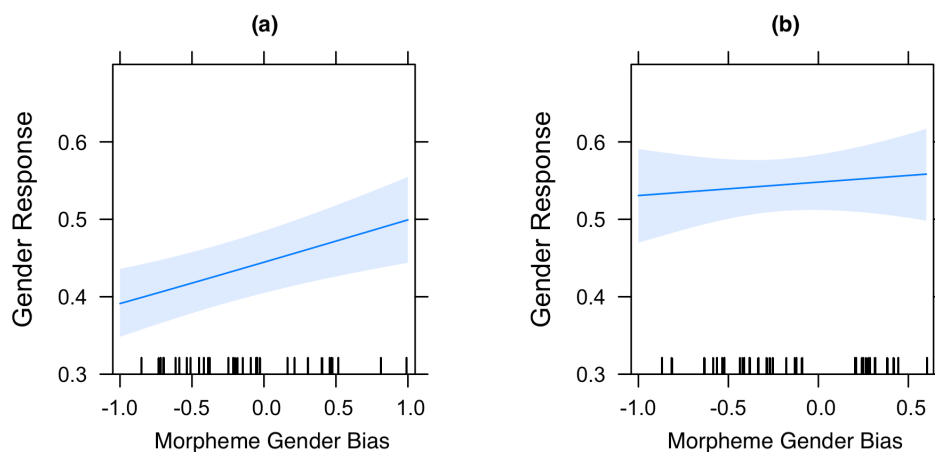 (a)
Gender Response
0.6
0.5
0.4
0.3
-1.0 -0.5 0.0 0.5 1.0
Morpheme Gender Bias
(b)
Gender Response
0.6
0.5
0.4
0.3
-1.0 -0.5 0.0 0.5
Morpheme Gender Bias